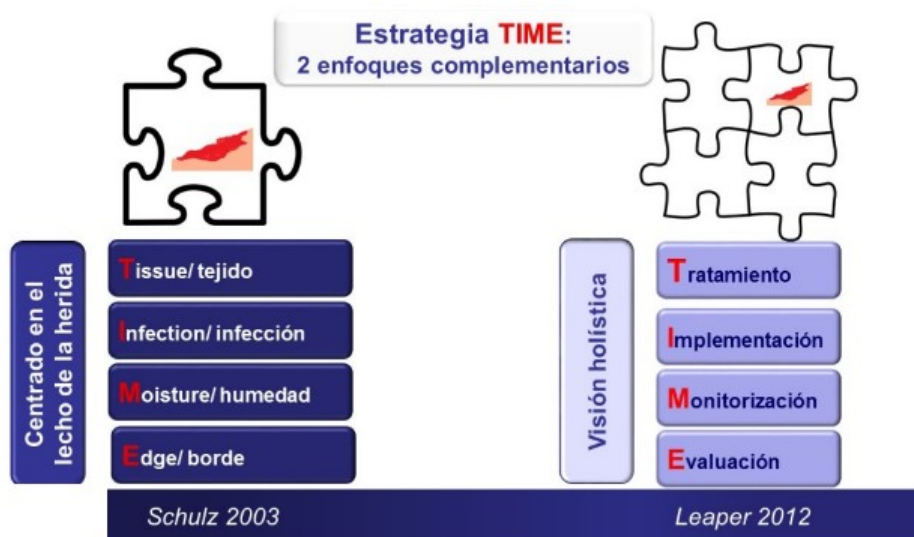 Estrategia TIME:
2 enfoques complementarios
Centrado en el
lecho de la herida
Tissue/ tejido
Infection/ infección
Moisture/ humedad
Edge/ borde
Visión holística
Tratamiento
Implementación
Monitorización
Evaluación
Schulz 2003
Leaper 2012